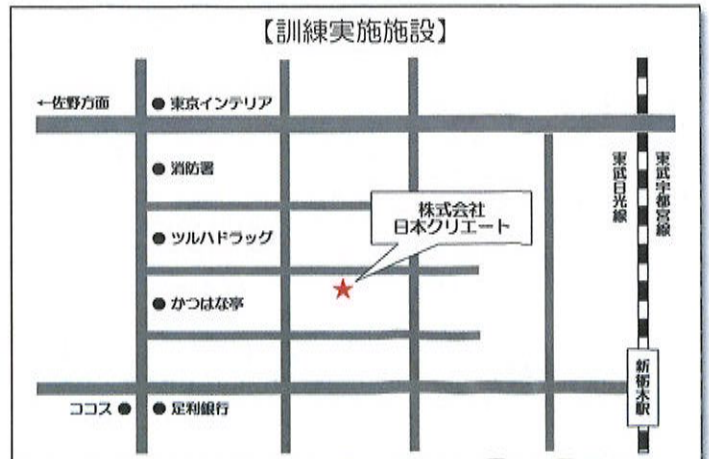 【訓練実施施設】
←佐野方面
● 東京インテリア
● 消防署
東武日光線
東武宇都宮線
株式会社
日本クリエート
● ツルハドラッグ
● かつはな亭
新栃木駅
ココス ●
● 足利銀行